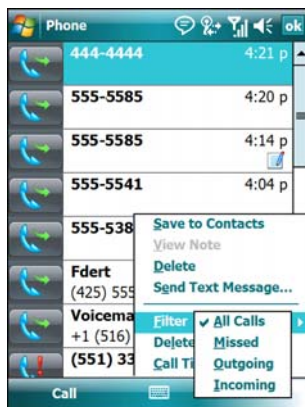 Phone ok
444-4444 4:21 p
555-5585 4:20 p
555-5585 4:14 p
555-5541 4:04 p
555-538
Fdert
(425) 555
Voicema
+1 (516)
(551) 33
Save to Contacts
View Note
Delete
Send Text Message...
Filter
Delete
Call Ti
All Calls
Missed
Outgoing
Incoming
Call